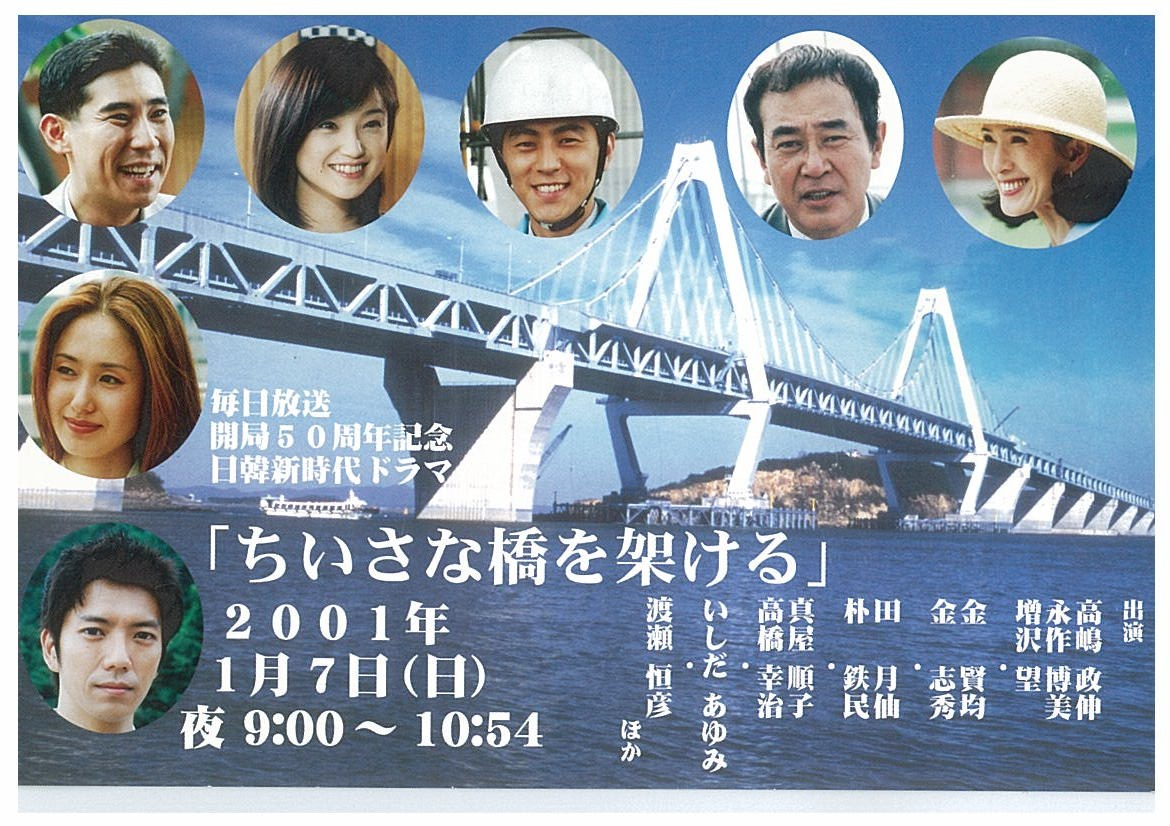 毎日放送
開局５０周年記念
日韓新時代ドラマ
「ちいさな橋を架ける」
２００１年
１月７日（日）
夜 9:00～10:54
出演
高嶋 政伸
永作 博美
増沢 望
・
金 賢均
金 志秀
・
田 月仙
朴 鉄民
・
真屋 順子
高橋 幸治
・
いしだ あゆみ
・
渡瀬 恒彦
ほか